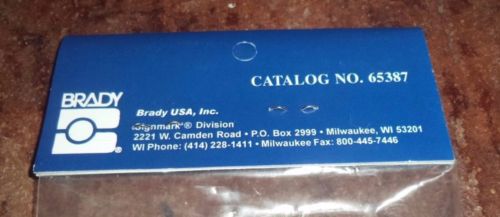 CATALOG NO. 65387
BRADY
®
Brady USA, Inc.
Signmark® Division
2221 W. Camden Road • P.O. Box 2999 • Milwaukee, WI 53201
WI Phone: (414) 228-1411 • Milwaukee Fax: 800-445-7446